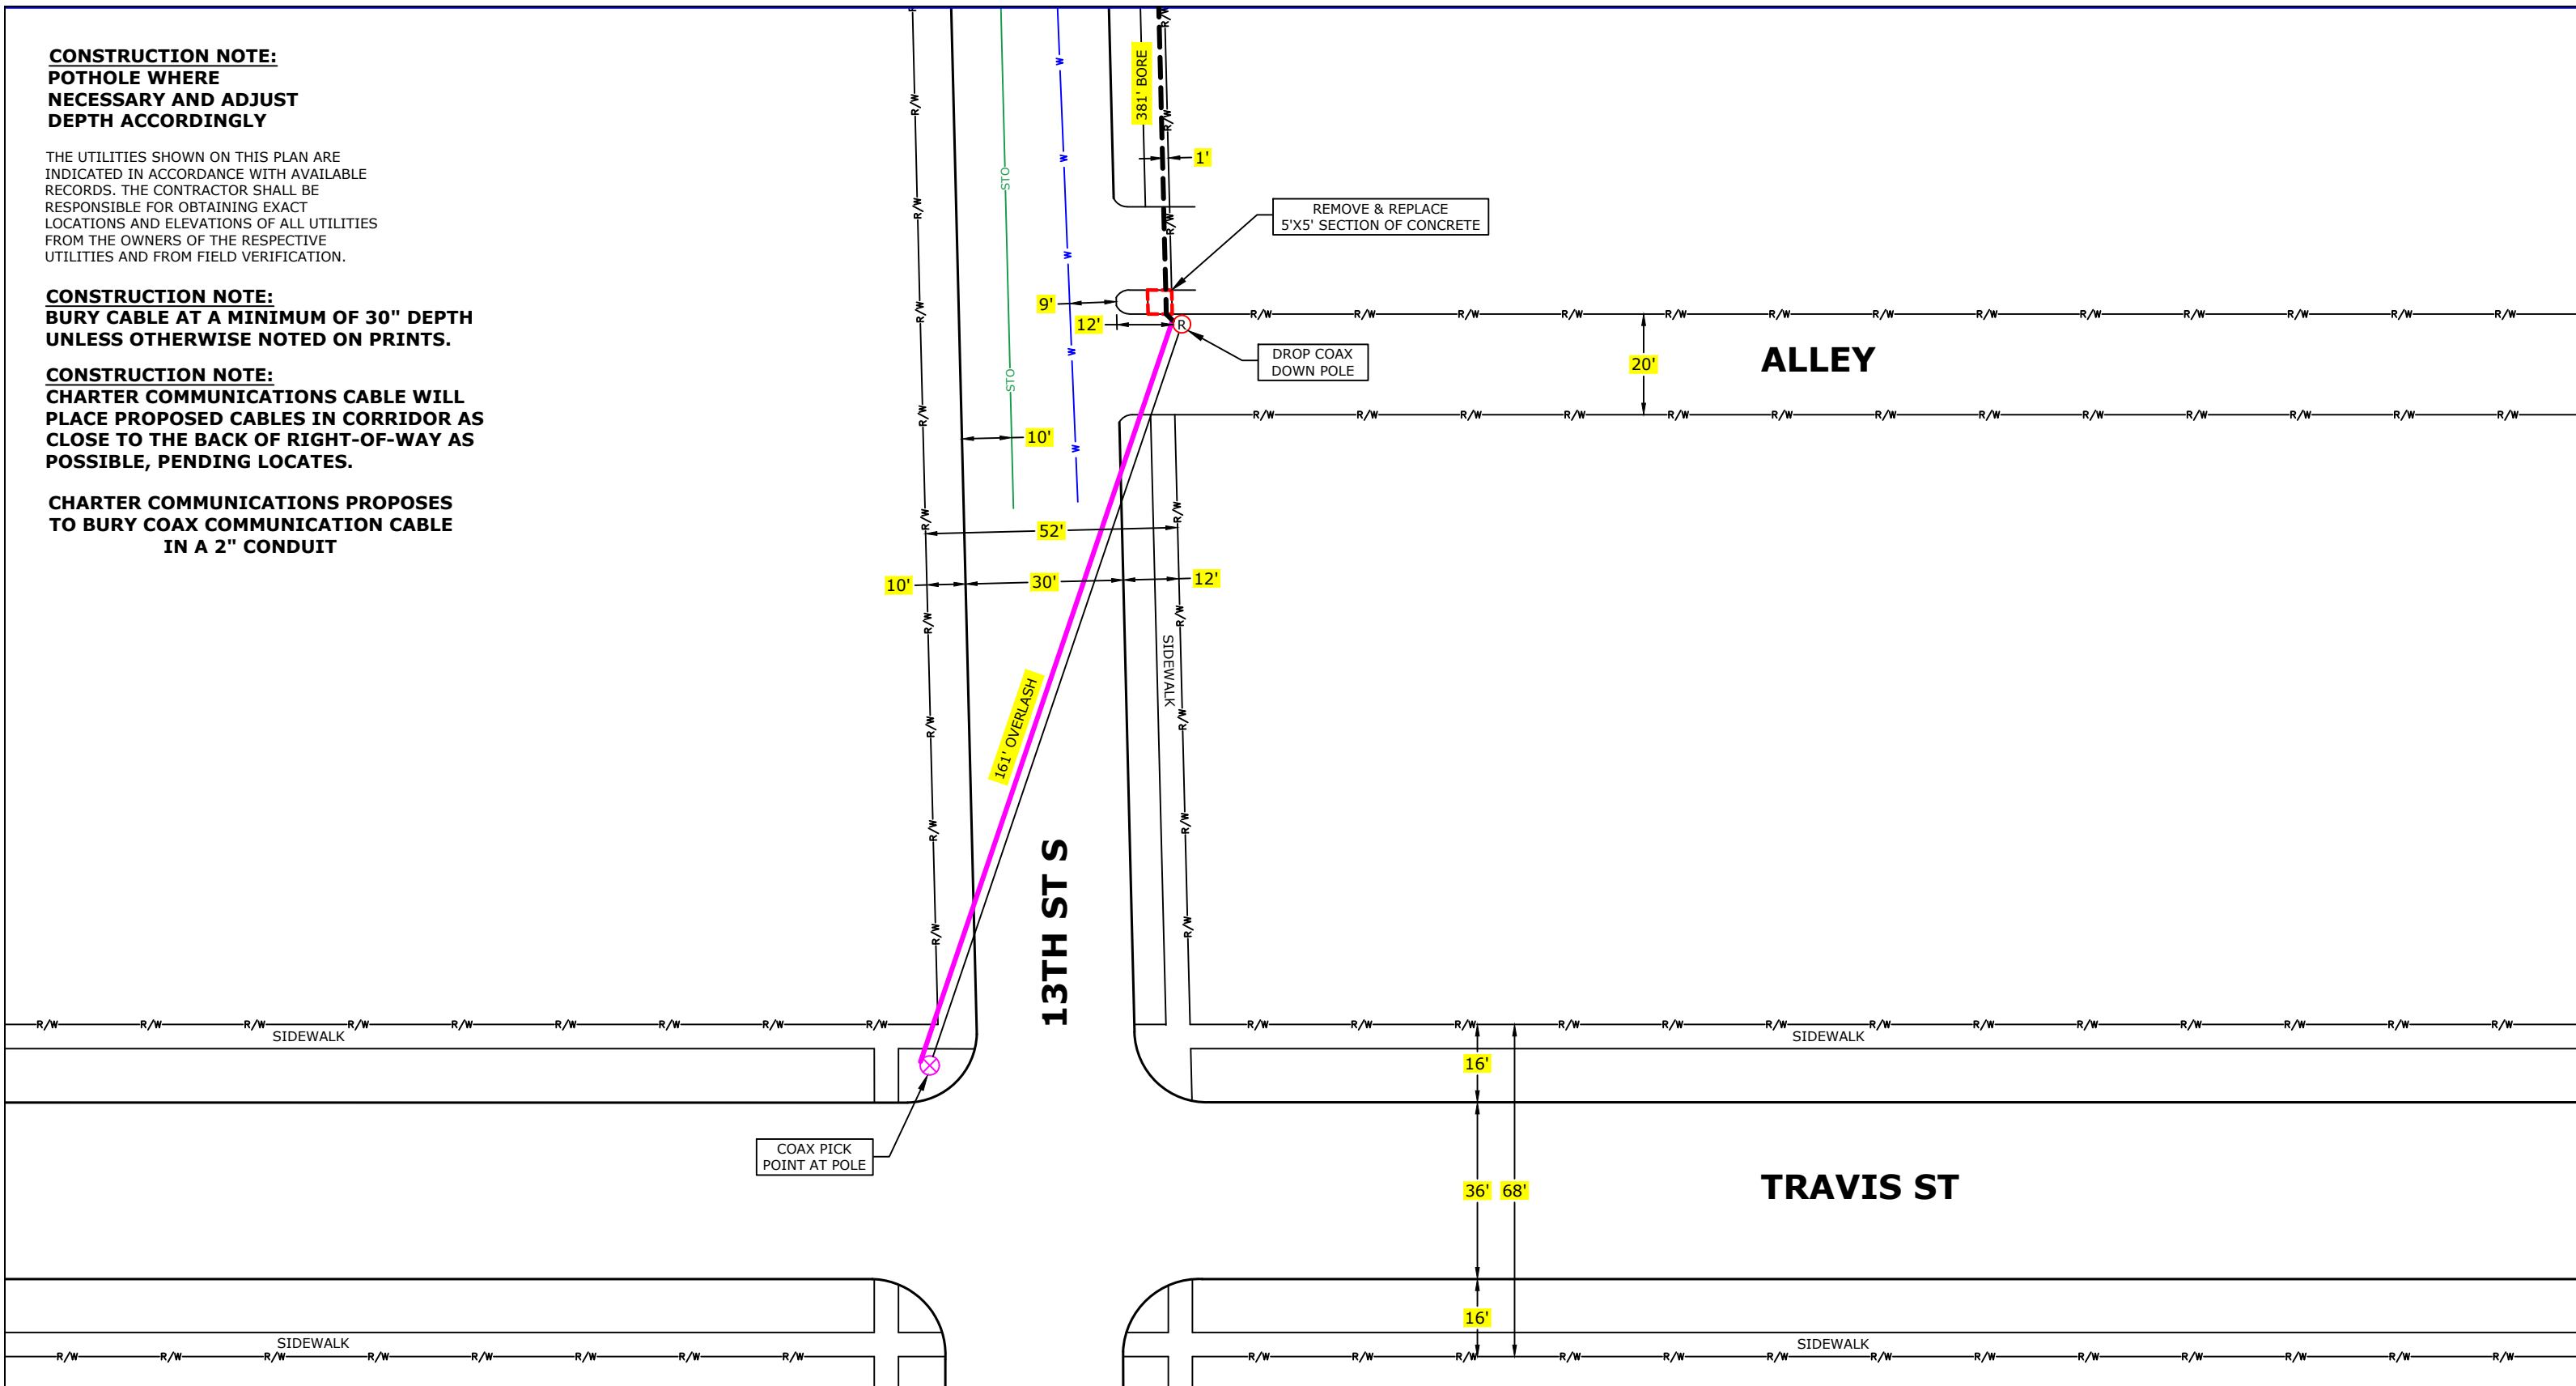 CONSTRUCTION NOTE:
POTHOLE WHERE
NECESSARY AND ADJUST
DEPTH ACCORDINGLY
THE UTILITIES SHOWN ON THIS PLAN ARE
INDICATED IN ACCORDANCE WITH AVAILABLE
RECORDS. THE CONTRACTOR SHALL BE
RESPONSIBLE FOR OBTAINING EXACT
LOCATIONS AND ELEVATIONS OF ALL UTILITIES
FROM THE OWNERS OF THE RESPECTIVE
UTILITIES AND FROM FIELD VERIFICATION.
CONSTRUCTION NOTE:
BURY CABLE AT A MINIMUM OF 30" DEPTH
UNLESS OTHERWISE NOTED ON PRINTS.
CONSTRUCTION NOTE:
CHARTER COMMUNICATIONS CABLE WILL
PLACE PROPOSED CABLES IN CORRIDOR AS
CLOSE TO THE BACK OF RIGHT-OF-WAY AS
POSSIBLE, PENDING LOCATES.
CHARTER COMMUNICATIONS PROPOSES
TO BURY COAX COMMUNICATION CABLE
IN A 2" CONDUIT
381' BORE
1'
REMOVE & REPLACE
5'X5' SECTION OF CONCRETE
9'
12'
R
DROP COAX
DOWN POLE
20'
ALLEY
STO
STO
W
W
W
W
W
10'
52'
10'
30'
12'
SIDEWALK
161' OVERLASH
13TH ST S
R/W R/W R/W R/W R/W R/W R/W R/W R/W R/W
R/W R/W R/W
R/W R/W R/W R/W R/W
R/W R/W R/W R/W R/W R/W R/W R/W R/W R/W R/W R/W R/W
R/W R/W R/W R/W R/W R/W R/W R/W R/W R/W R/W R/W R/W
R/W R/W R/W R/W R/W R/W R/W R/W R/W
SIDEWALK
R/W R/W R/W R/W R/W R/W R/W R/W R/W R/W R/W R/W R/W
SIDEWALK
16'
COAX PICK
POINT AT POLE
36'
68'
TRAVIS ST
16'
SIDEWALK
R/W R/W R/W R/W R/W R/W R/W R/W
SIDEWALK
R/W R/W R/W R/W R/W R/W R/W R/W R/W R/W R/W R/W R/W